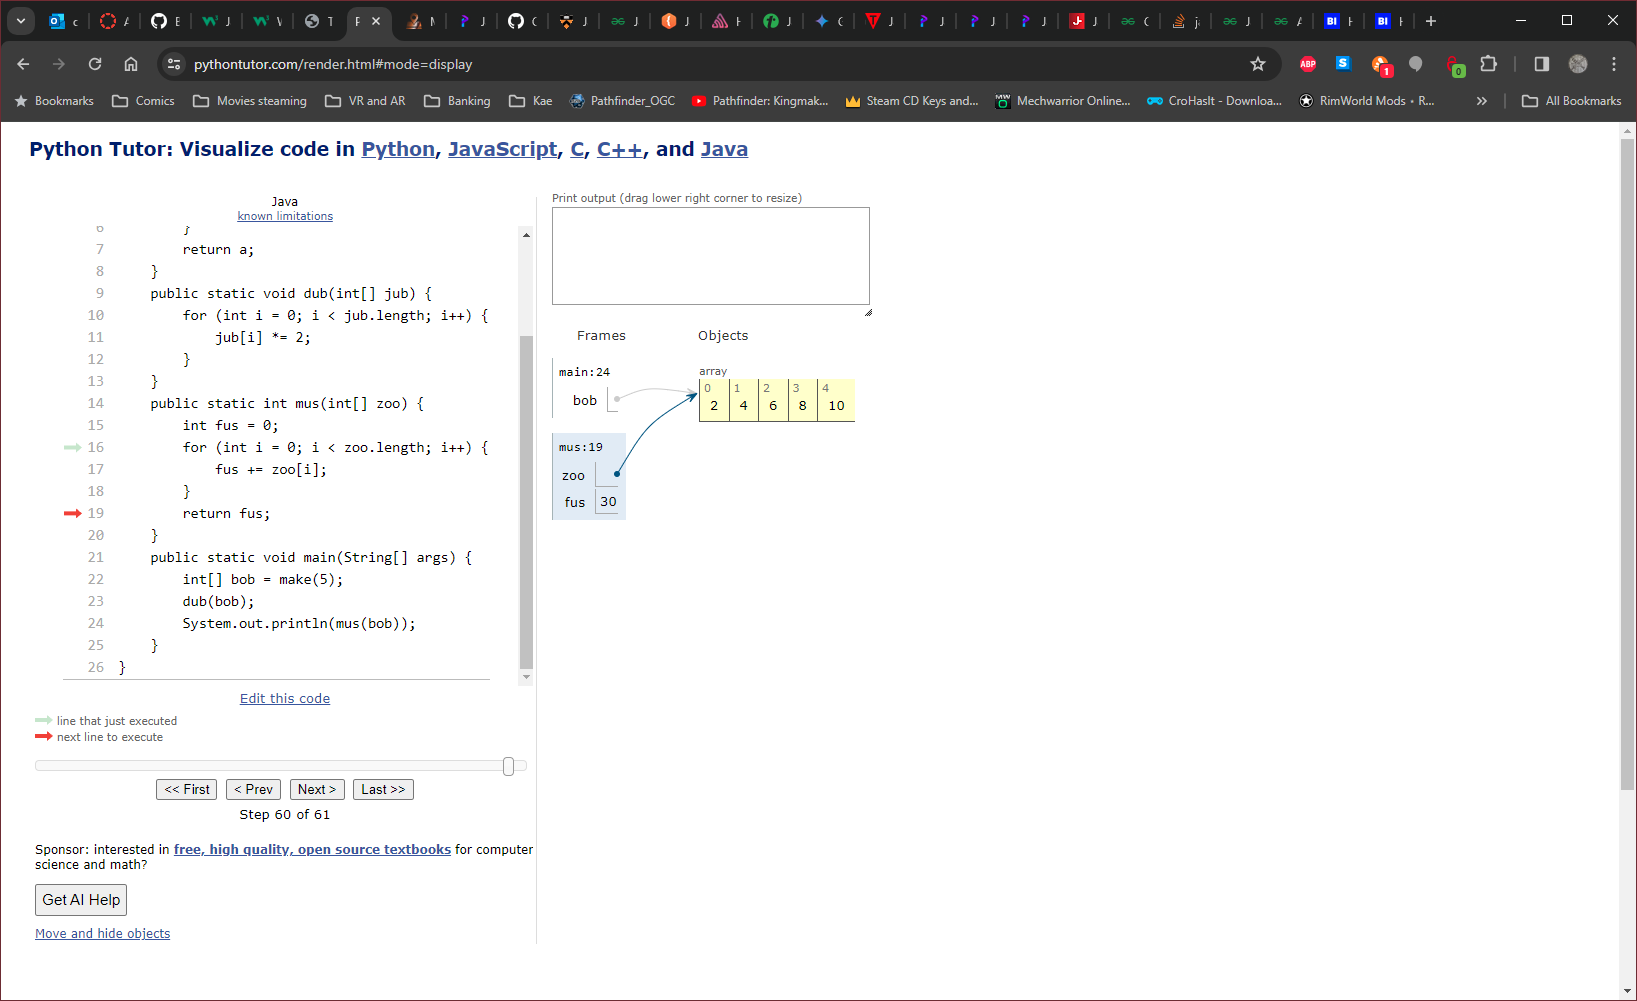 pythontutor.com/render.html#mode=display
ABP
S
1
0
Bookmarks
Comics
Movies steaming
VR and AR
Banking
Kae
Pathfinder_OGC
Pathfinder: Kingmak...
Steam CD Keys and...
Mechwarrior Online...
CroHasIt - Downloa...
RimWorld Mods • R...
»
All Bookmarks
Python Tutor: Visualize code in Python, JavaScript, C, C++, and Java
Java
known limitations
6 }
7 return a;
8 }
9 public static void dub(int[] jub) {
10 for (int i = 0; i < jub.length; i++) {
11 jub[i] *= 2;
12 }
13 }
14 public static int mus(int[] zoo) {
15 int fus = 0;
16 for (int i = 0; i < zoo.length; i++) {
17 fus += zoo[i];
18 }
19 return fus;
20 }
21 public static void main(String[] args) {
22 int[] bob = make(5);
23 dub(bob);
24 System.out.println(mus(bob));
25 }
26 }
Edit this code
line that just executed
next line to execute
<< First
< Prev
Next >
Last >>
Step 60 of 61
Sponsor: interested in free, high quality, open source textbooks for computer
science and math?
Get AI Help
Move and hide objects
Print output (drag lower right corner to resize)
Frames
Objects
main:24
bob
array
0 1 2 3 4
2 4 6 8 10
mus:19
zoo
fus 30